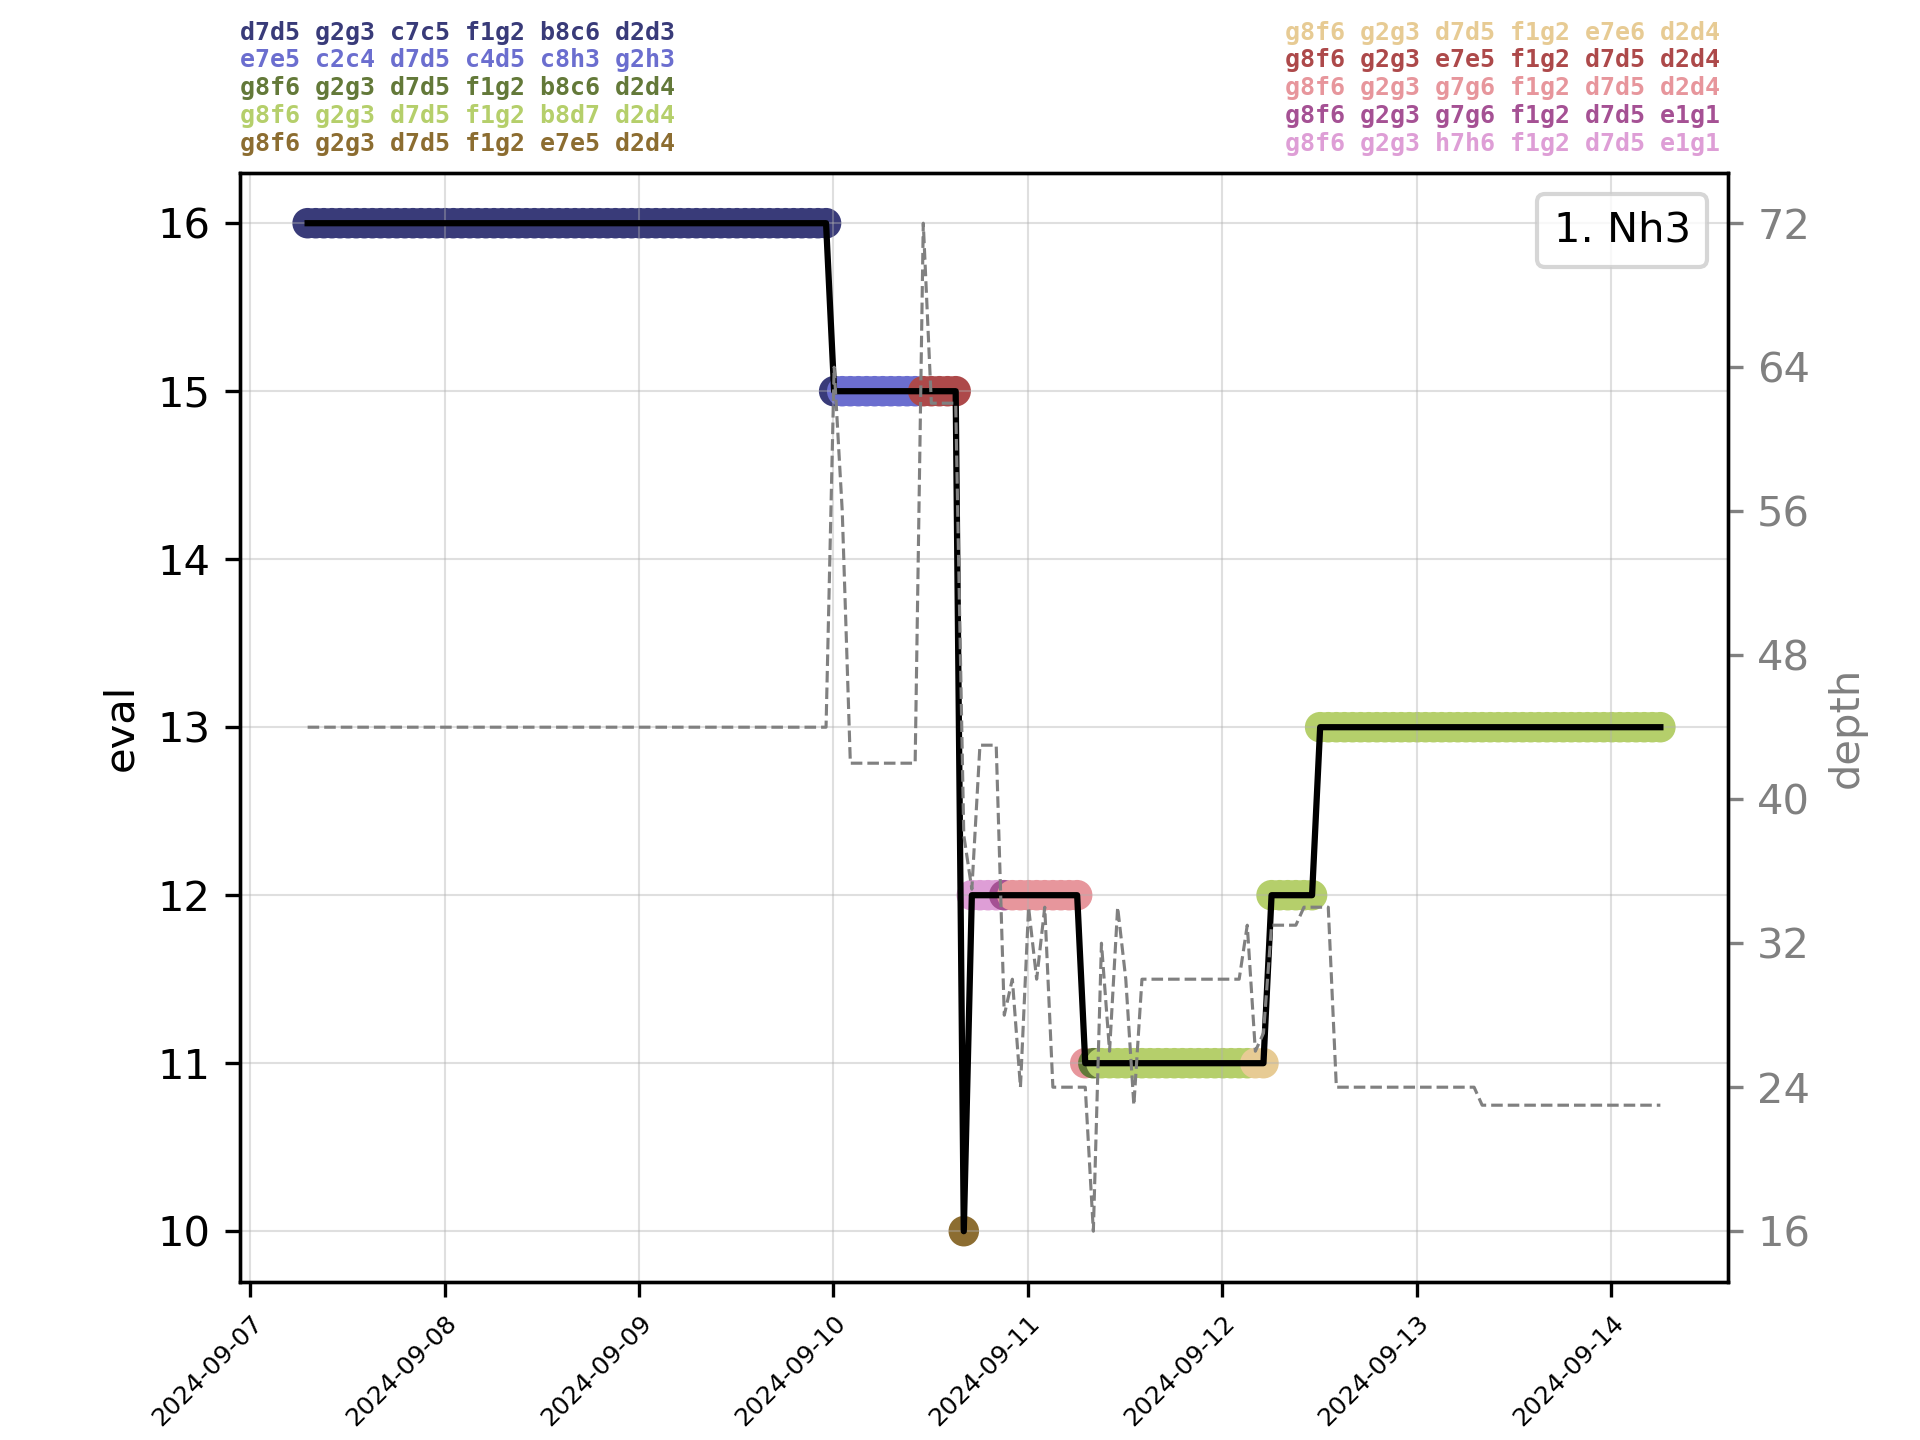 d7d5 g2g3 c7c5 f1g2 b8c6 d2d3
e7e5 c2c4 d7d5 c4d5 c8h3 g2h3
g8f6 g2g3 d7d5 f1g2 b8c6 d2d4
g8f6 g2g3 d7d5 f1g2 b8d7 d2d4
g8f6 g2g3 d7d5 f1g2 e7e5 d2d4
g8f6 g2g3 d7d5 f1g2 e7e6 d2d4
g8f6 g2g3 e7e5 f1g2 d7d5 d2d4
g8f6 g2g3 g7g6 f1g2 d7d5 d2d4
g8f6 g2g3 g7g6 f1g2 d7d5 e1g1
g8f6 g2g3 h7h6 f1g2 d7d5 e1g1
1. Nh3
eval
16
15
14
13
12
11
10
72
64
56
48
40
32
24
16
depth
2024-09-07
2024-09-08
2024-09-09
2024-09-10
2024-09-11
2024-09-12
2024-09-13
2024-09-14